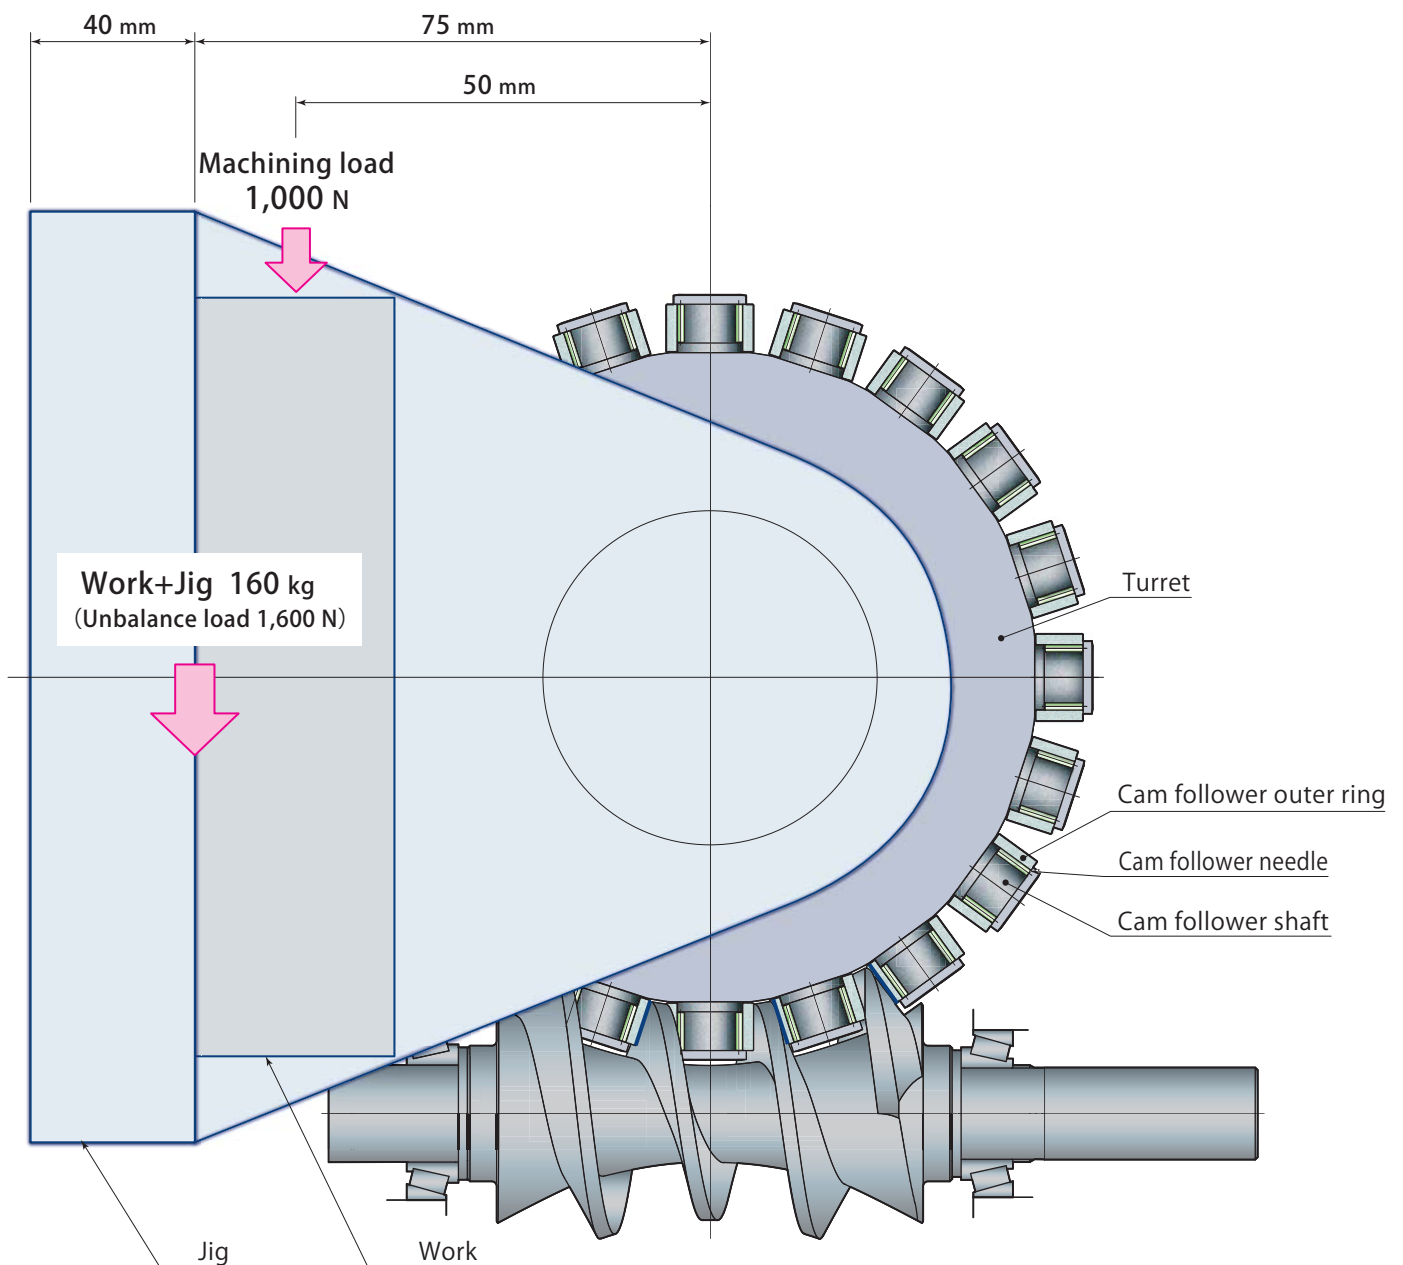 40 mm
75 mm
50 mm
Machining load
1,000 N
Work+Jig 160 kg
(Unbalance load 1,600 N)
Turret
Cam follower outer ring
Cam follower needle
Cam follower shaft
Jig
Work